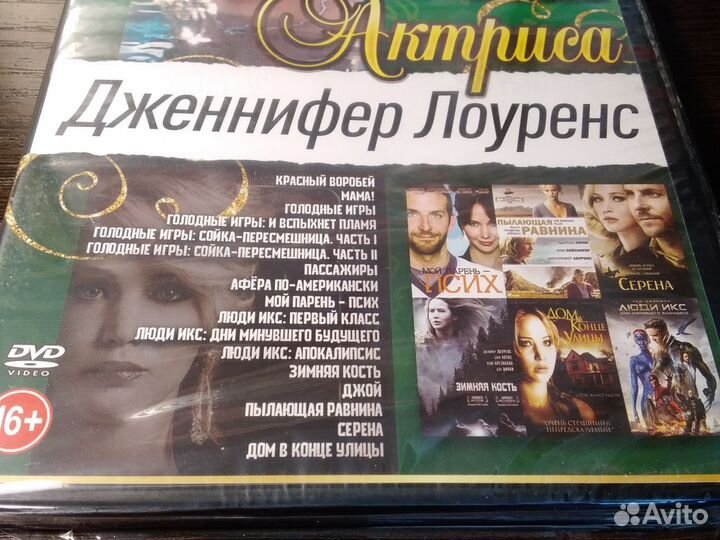 Актриса
Дженнифер Лоуренс
КРАСНЫЙ ВОРОБЕЙ
МАМА!
ГОЛОДНЫЕ ИГРЫ
ГОЛОДНЫЕ ИГРЫ: И ВСПЫХНЕТ ПЛАМЯ
ГОЛОДНЫЕ ИГРЫ: СОЙКА-ПЕРЕСМЕШНИЦА. ЧАСТЬ I
ГОЛОДНЫЕ ИГРЫ: СОЙКА-ПЕРЕСМЕШНИЦА. ЧАСТЬ II
ПАССАЖИРЫ
АФЁРА ПО-АМЕРИКАНСКИ
МОЙ ПАРЕНЬ - ПСИХ
ЛЮДИ ИКС: ПЕРВЫЙ КЛАСС
ЛЮДИ ИКС: ДНИ МИНУВШЕГО БУДУЩЕГО
ЛЮДИ ИКС: АПОКАЛИПСИС
ЗИМНЯЯ КОСТЬ
ДЖОЙ
ПЫЛАЮЩАЯ РАВНИНА
СЕРЕНА
ДОМ В КОНЦЕ УЛИЦЫ
DVD
VIDEO
16+
МОЙ ПАРЕНЬ -
ПСИХ
ПЫЛАЮЩАЯ
РАВНИНА
СЕРЕНА
ЗИМНЯЯ КОСТЬ
ДОМ В
КОНЦЕ
УЛИЦЫ
"ОЧЕНЬ СТРАШНЫЙ И
НЕПРЕДСКАЗУЕМЫЙ"
ЛЮДИ ИКС
Avito